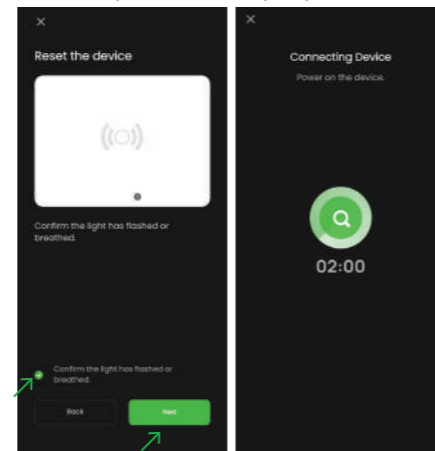 Reset the device
Confirm the light has flashed or
breathed.
Confirm the light has flashed or
breathed.
Back
Next
Connecting Device
Power on the device.
02:00